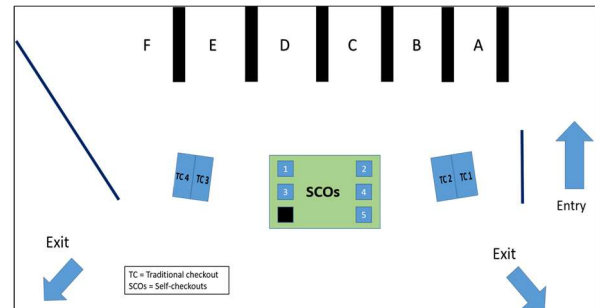 F E D C B A
1 2
TC 4 TC 3 3 SCOs 4 TC 2 TC 1
5
Entry
Exit
Exit
TC = Traditional checkout
SCOs = Self-checkouts